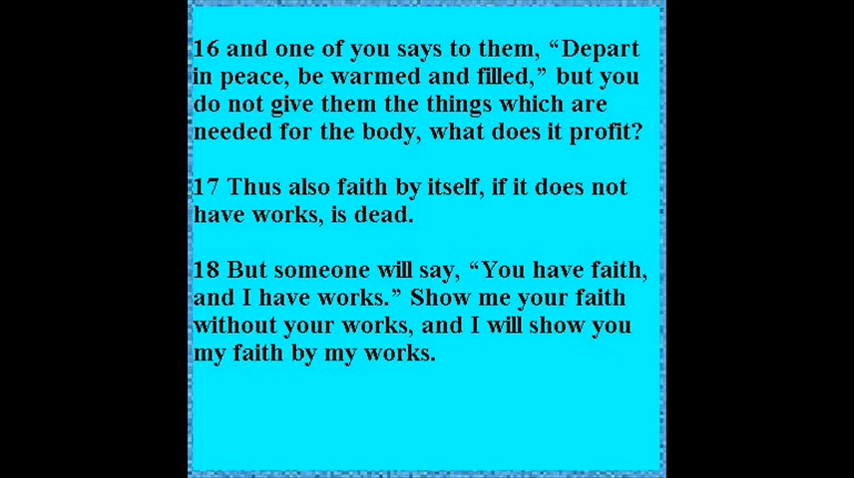 16 and one of you says to them, “Depart
in peace, be warmed and filled,” but you
do not give them the things which are
needed for the body, what does it profit?
17 Thus also faith by itself, if it does not
have works, is dead.
18 But someone will say, “You have faith,
and I have works.” Show me your faith
without your works, and I will show you
my faith by my works.